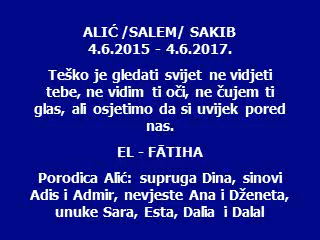 ALIĆ /SALEM/ SAKIB
4.6.2015 - 4.6.2017.
Teško je gledati svijet ne vidjeti
tebe, ne vidim ti oči, ne čujem ti
glas, ali osjetimo da si uvijek pored
nas.
EL - FĀTIHA
Porodica Alić: supruga Dina, sinovi
Adis i Admir, nevjeste Ana i Dženeta,
unuke Sara, Esta, Dalia i Dalal